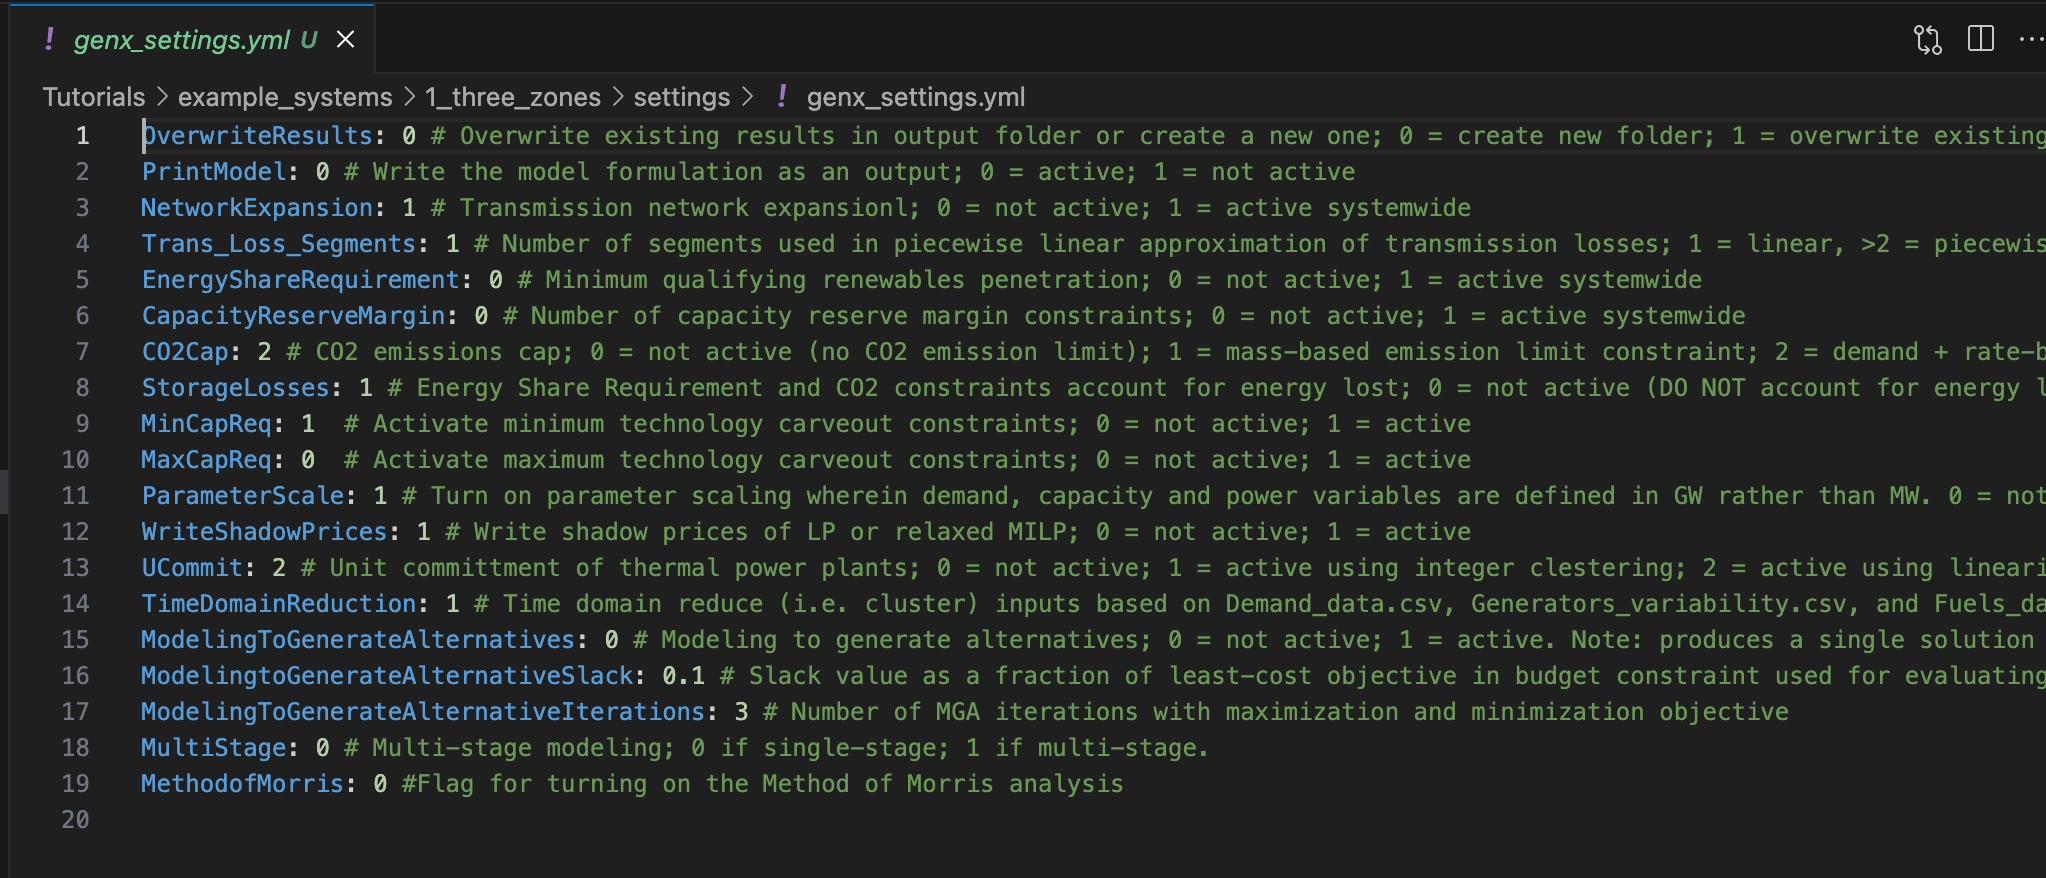 ! genx_settings.yml U
Tutorials > example_systems > 1_three_zones > settings > ! genx_settings.yml
1 OverwriteResults: 0 # Overwrite existing results in output folder or create a new one; 0 = create new folder; 1 = overwrite existing
2 PrintModel: 0 # Write the model formulation as an output; 0 = active; 1 = not active
3 NetworkExpansion: 1 # Transmission network expansionl; 0 = not active; 1 = active systemwide
4 Trans_Loss_Segments: 1 # Number of segments used in piecewise linear approximation of transmission losses; 1 = linear, >2 = piecewis
5 EnergyShareRequirement: 0 # Minimum qualifying renewables penetration; 0 = not active; 1 = active systemwide
6 CapacityReserveMargin: 0 # Number of capacity reserve margin constraints; 0 = not active; 1 = active systemwide
7 CO2Cap: 2 # CO2 emissions cap; 0 = not active (no CO2 emission limit); 1 = mass-based emission limit constraint; 2 = demand + rate-b
8 StorageLosses: 1 # Energy Share Requirement and CO2 constraints account for energy lost; 0 = not active (DO NOT account for energy l
9 MinCapReq: 1  # Activate minimum technology carveout constraints; 0 = not active; 1 = active
10 MaxCapReq: 0  # Activate maximum technology carveout constraints; 0 = not active; 1 = active
11 ParameterScale: 1 # Turn on parameter scaling wherein demand, capacity and power variables are defined in GW rather than MW. 0 = not
12 WriteShadowPrices: 1 # Write shadow prices of LP or relaxed MILP; 0 = not active; 1 = active
13 UCommit: 2 # Unit committment of thermal power plants; 0 = not active; 1 = active using integer clestering; 2 = active using lineari
14 TimeDomainReduction: 1 # Time domain reduce (i.e. cluster) inputs based on Demand_data.csv, Generators_variability.csv, and Fuels_da
15 ModelingToGenerateAlternatives: 0 # Modeling to generate alternatives; 0 = not active; 1 = active. Note: produces a single solution
16 ModelingtoGenerateAlternativeSlack: 0.1 # Slack value as a fraction of least-cost objective in budget constraint used for evaluating
17 ModelingToGenerateAlternativeIterations: 3 # Number of MGA iterations with maximization and minimization objective
18 MultiStage: 0 # Multi-stage modeling; 0 if single-stage; 1 if multi-stage.
19 MethodofMorris: 0 #Flag for turning on the Method of Morris analysis
20